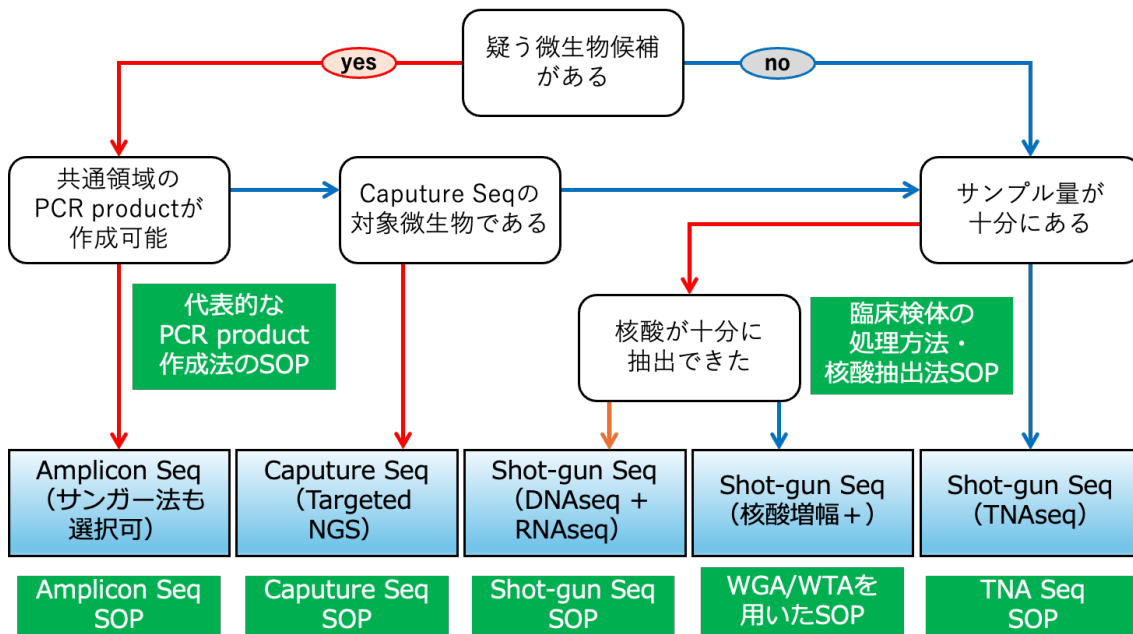 疑う微生物候補
がある
yes
no
共通領域の
PCR productが
作成可能
Caputure Seqの
対象微生物である
サンプル量が
十分にある
代表的な
PCR product
作成法のSOP
核酸が十分に
抽出できた
臨床検体の
処理方法・
核酸抽出法SOP
Amplicon Seq
（サンガー法も
選択可）
Caputure Seq
（Targeted
NGS）
Shot-gun Seq
（DNAseq +
RNAseq）
Shot-gun Seq
（核酸増幅＋）
Shot-gun Seq
（TNAseq）
Amplicon Seq
SOP
Caputure Seq
SOP
Shot-gun Seq
SOP
WGA/WTAを
用いたSOP
TNA Seq
SOP